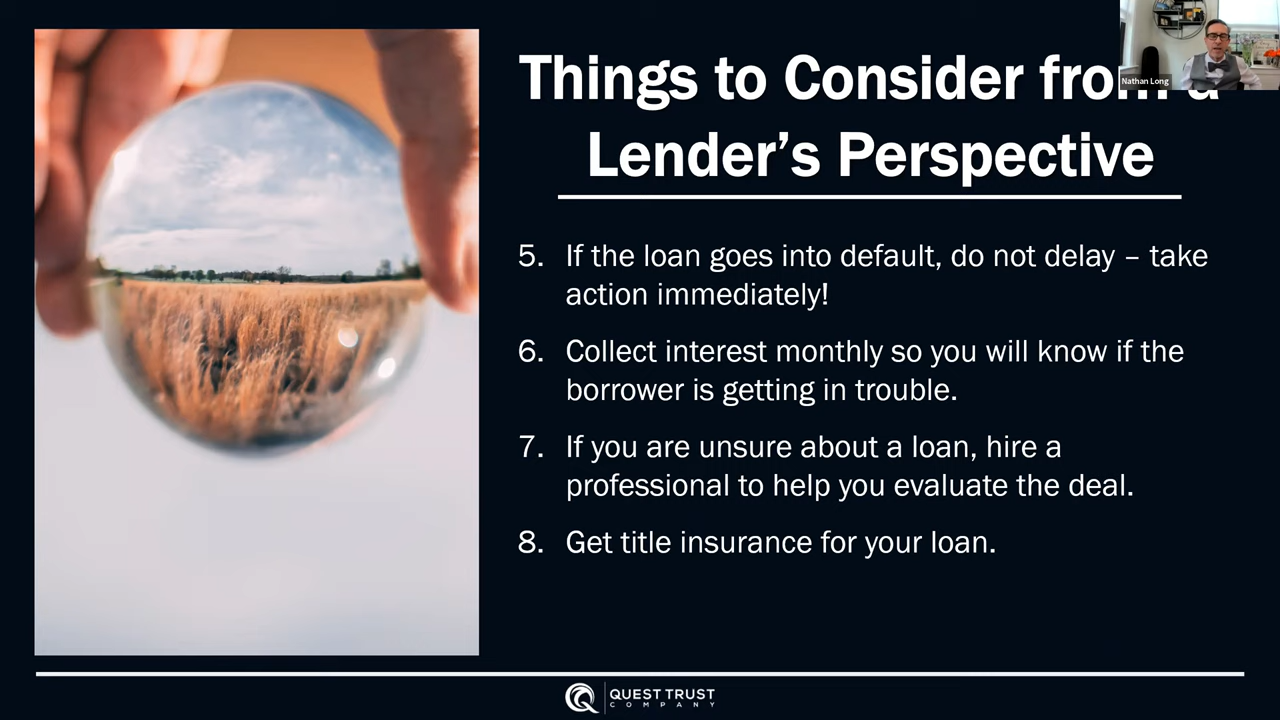 Things to Consider from a
Lender's Perspective
Nathan Long
5. If the loan goes into default, do not delay – take
action immediately!
6. Collect interest monthly so you will know if the
borrower is getting in trouble.
7. If you are unsure about a loan, hire a
professional to help you evaluate the deal.
8. Get title insurance for your loan.
QUEST TRUST
COMPANY